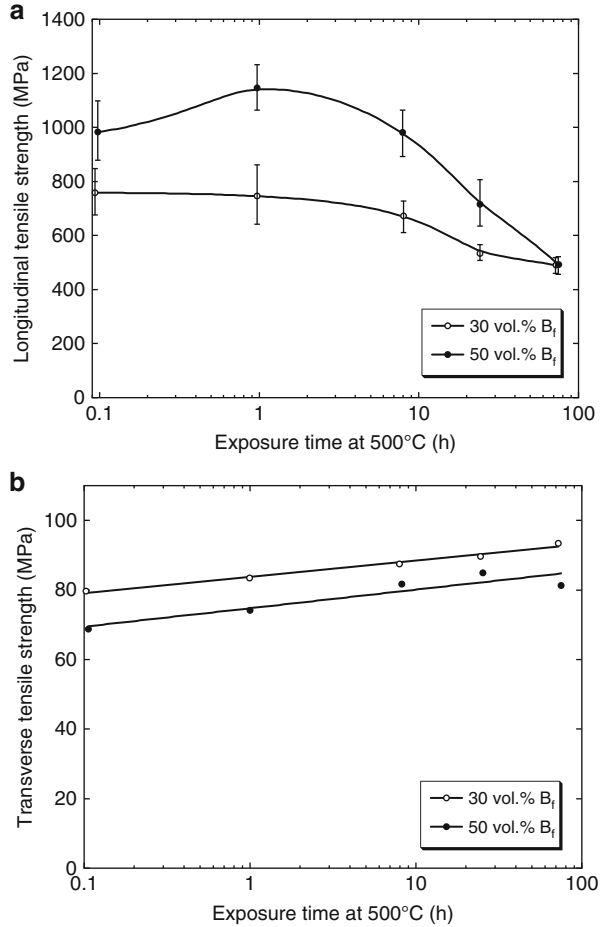 a
Longitudinal tensile strength (MPa)
1400
1200
1000
800
600
400
200
0
0.1 1 10 100
30 vol.% Bf
50 vol.% Bf
Exposure time at 500°C (h)
b
Transverse tensile strength (MPa)
100
80
60
40
20
0
0.1 1 10 100
30 vol.% Bf
50 vol.% Bf
Exposure time at 500°C (h)